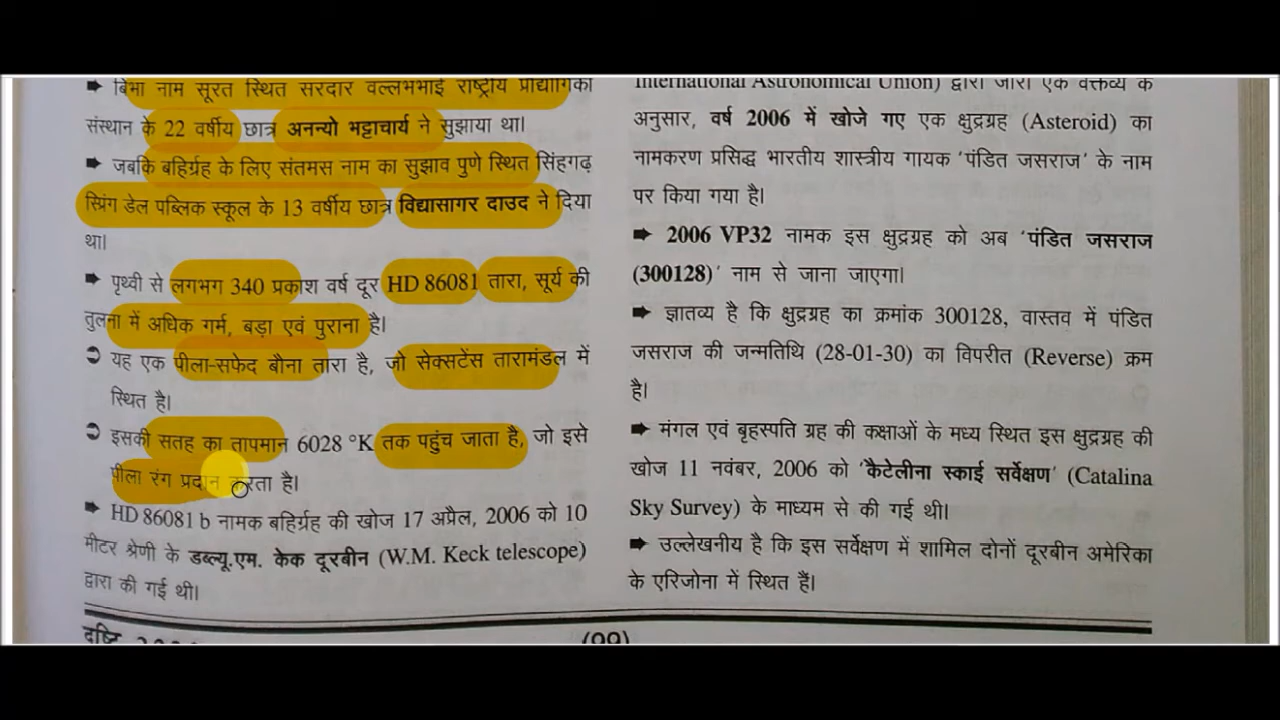 ➡ बिभा नाम सूरत स्थित सरदार वल्लभभाई राष्ट्रीय प्रौद्योगिकी
संस्थान के 22 वर्षीय छात्र अनन्यो भट्टाचार्य ने सुझाया था।
➡ जबकि बहिर्ग्रह के लिए संतमस नाम का सुझाव पुणे स्थित सिंहगढ़
स्प्रिंग डेल पब्लिक स्कूल के 13 वर्षीय छात्र विद्यासागर दाउद ने दिया
था।
➡ पृथ्वी से लगभग 340 प्रकाश वर्ष दूर HD 86081 तारा, सूर्य की
तुलना में अधिक गर्म, बड़ा एवं पुराना है।
➲ यह एक पीला-सफेद बौना तारा है, जो सेक्सटेंस तारामंडल में
स्थित है।
➲ इसकी सतह का तापमान 6028 °K तक पहुंच जाता है, जो इसे
पीला रंग प्रदान करता है।
➡ HD 86081 b नामक बहिर्ग्रह की खोज 17 अप्रैल, 2006 को 10
मीटर श्रेणी के डब्ल्यू.एम. केक दूरबीन (W.M. Keck telescope)
द्वारा की गई थी।
International Astronomical Union) द्वारा जारी एक वक्तव्य के
अनुसार, वर्ष 2006 में खोजे गए एक क्षुद्रग्रह (Asteroid) का
नामकरण प्रसिद्ध भारतीय शास्त्रीय गायक 'पंडित जसराज' के नाम
पर किया गया है।
➡ 2006 VP32 नामक इस क्षुद्रग्रह को अब 'पंडित जसराज
(300128)' नाम से जाना जाएगा।
➡ ज्ञातव्य है कि क्षुद्रग्रह का क्रमांक 300128, वास्तव में पंडित
जसराज की जन्मतिथि (28-01-30) का विपरीत (Reverse) क्रम
है।
➡ मंगल एवं बृहस्पति ग्रह की कक्षाओं के मध्य स्थित इस क्षुद्रग्रह की
खोज 11 नवंबर, 2006 को 'कैटेलीना स्काई सर्वेक्षण' (Catalina
Sky Survey) के माध्यम से की गई थी।
➡ उल्लेखनीय है कि इस सर्वेक्षण में शामिल दोनों दूरबीन अमेरिका
के एरिजोना में स्थित हैं।
(99)